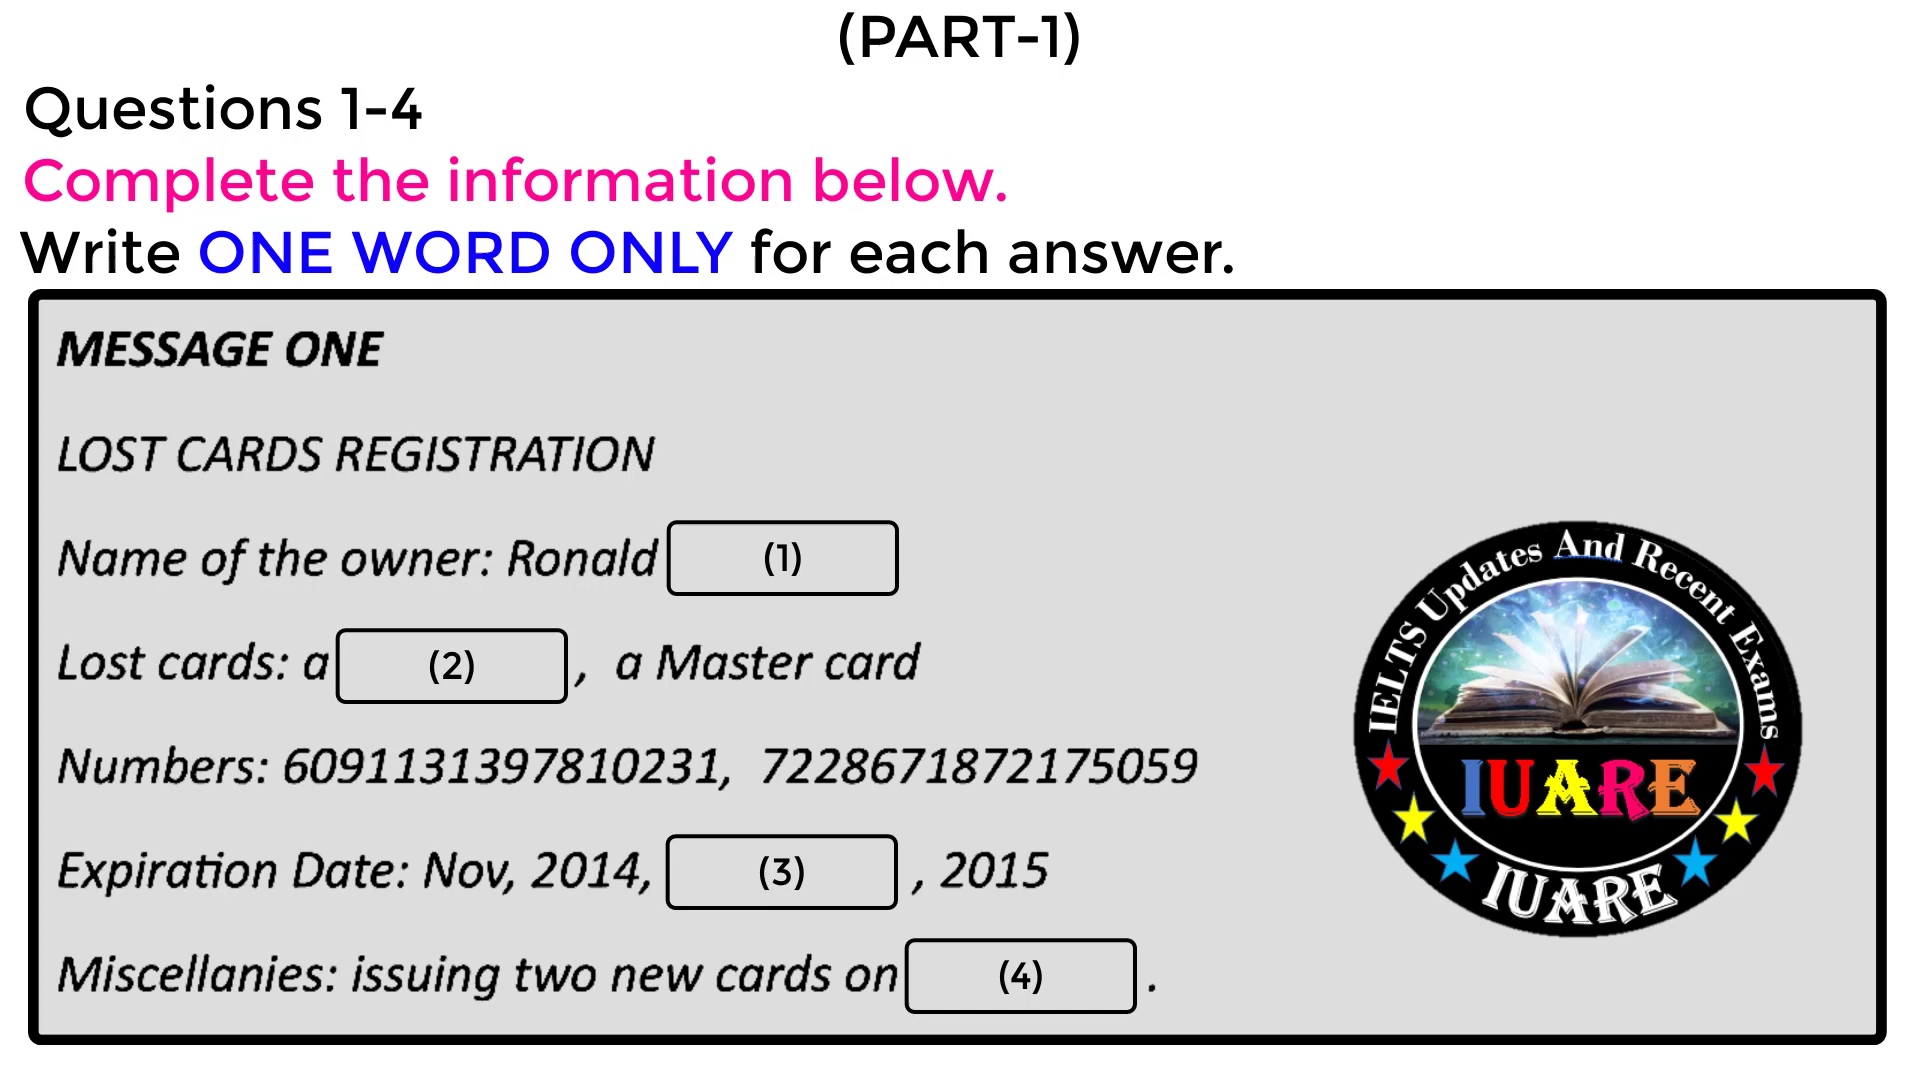 (PART-1)
Questions 1-4
Complete the information below.
Write ONE WORD ONLY for each answer.
MESSAGE ONE
LOST CARDS REGISTRATION
Name of the owner: Ronald (1)
Lost cards: a (2) , a Master card
Numbers: 6091131397810231, 7228671872175059
Expiration Date: Nov, 2014, (3) , 2015
Miscellanies: issuing two new cards on (4) .
IELTS Updates And Recent Exams
IUARE
IUARE